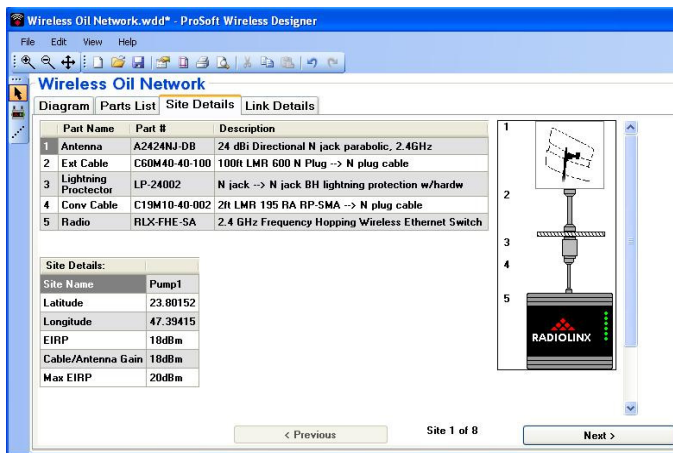 Wireless Oil Network.wdd* - ProSoft Wireless Designer
File Edit View Help
Wireless Oil Network
Diagram Parts List Site Details Link Details
Part Name Part # Description
1 Antenna A2424NJ-DB 24 dBi Directional N jack parabolic, 2.4GHz
2 Ext Cable C60M40-40-100 100ft LMR 600 N Plug --> N plug cable
3 Lightning Proctector LP-24002 N jack --> N jack BH lightning protection w/hardw
4 Conv Cable C19M10-40-002 2ft LMR 195 RA RP-SMA --> N plug cable
5 Radio RLX-FHE-SA 2.4 GHz Frequency Hopping Wireless Ethernet Switch
1
2
3
4
5
RADIOLINX
Site Details:
Site Name Pump1
Latitude 23.80152
Longitude 47.39415
EIRP 18dBm
Cable/Antenna Gain 18dBm
Max EIRP 20dBm
< Previous Site 1 of 8 Next >